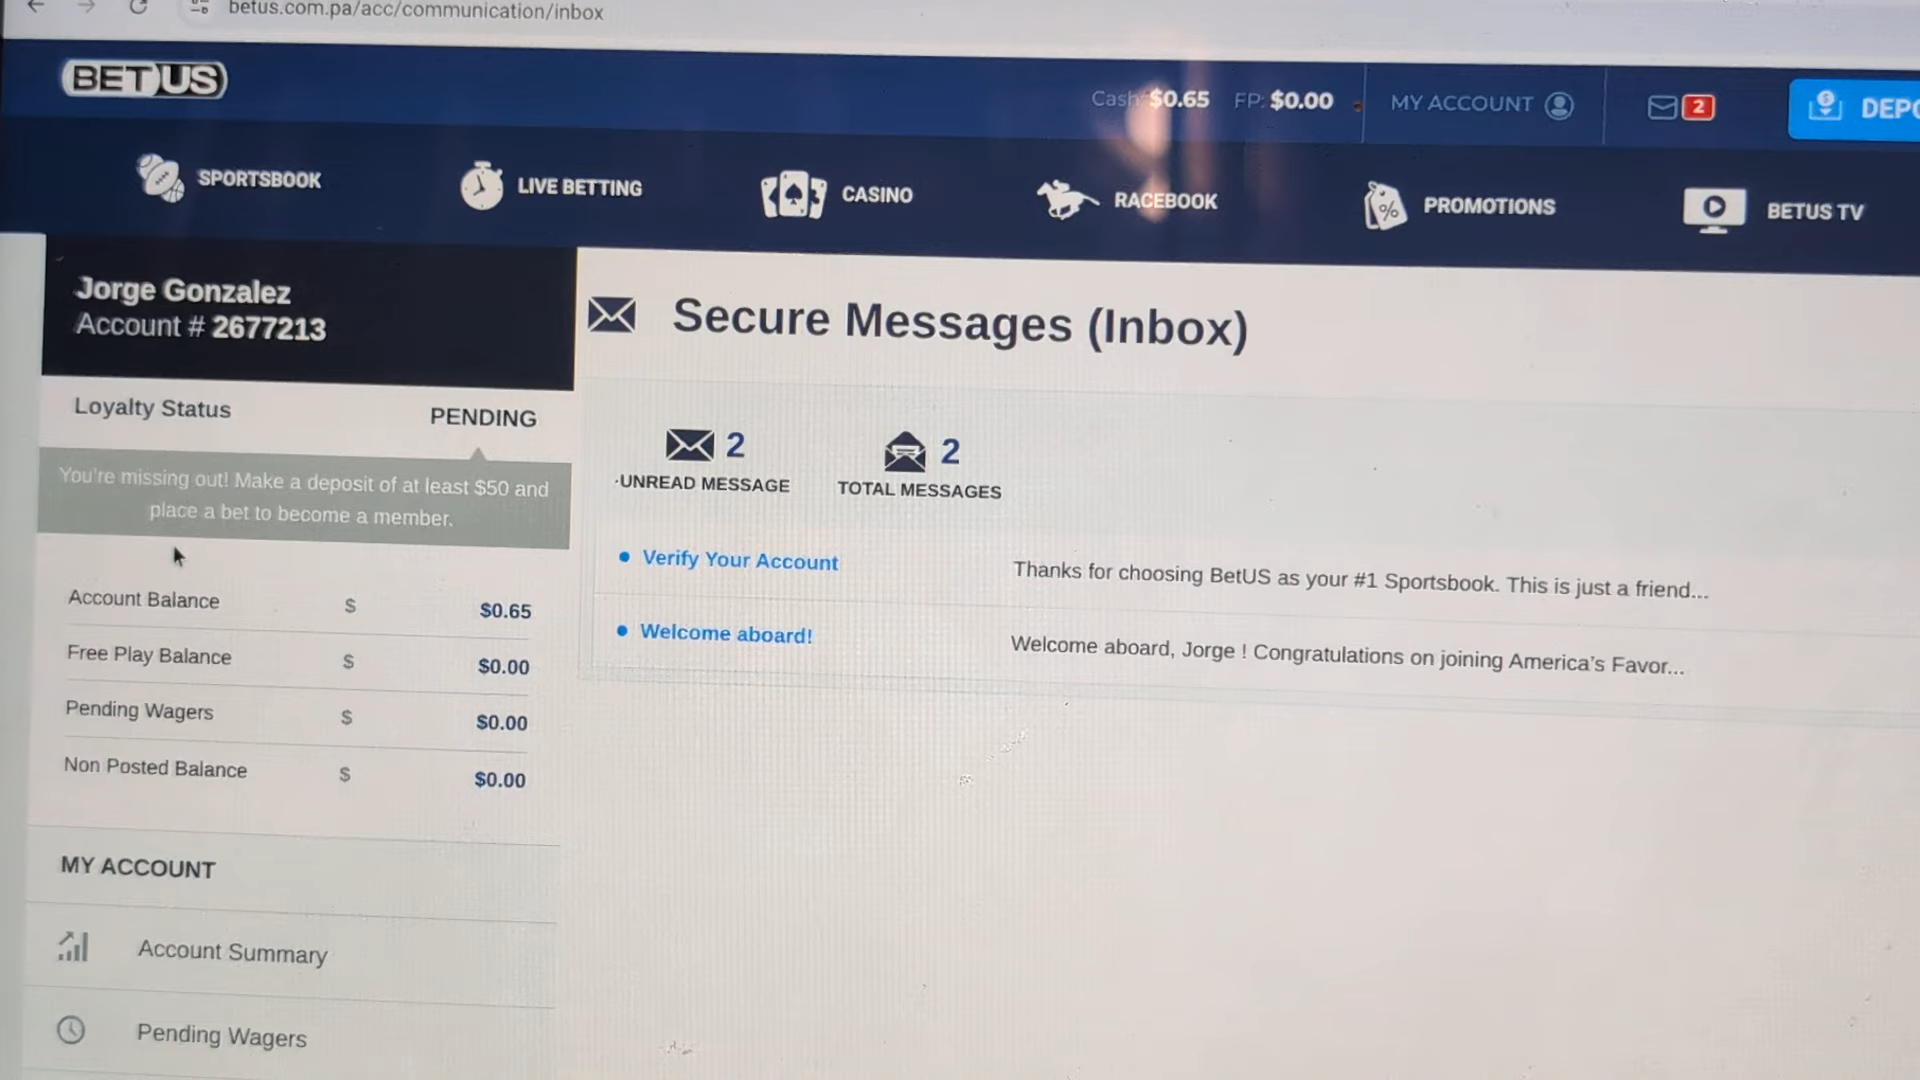 betus.com.pa/acc/communication/inbox
BETUS
Cash: $0.65 FP: $0.00 MY ACCOUNT 2
SPORTSBOOK LIVE BETTING CASINO RACEBOOK PROMOTIONS BETUS TV
Jorge Gonzalez
Account # 2677213
Loyalty Status PENDING
You're missing out! Make a deposit of at least $50 and
place a bet to become a member.
Account Balance $ $0.65
Free Play Balance $ $0.00
Pending Wagers $ $0.00
Non Posted Balance $ $0.00
MY ACCOUNT
Account Summary
Pending Wagers
Secure Messages (Inbox)
2 2
UNREAD MESSAGE TOTAL MESSAGES
Verify Your Account Thanks for choosing BetUS as your #1 Sportsbook. This is just a friend...
Welcome aboard! Welcome aboard, Jorge ! Congratulations on joining America's Favor...